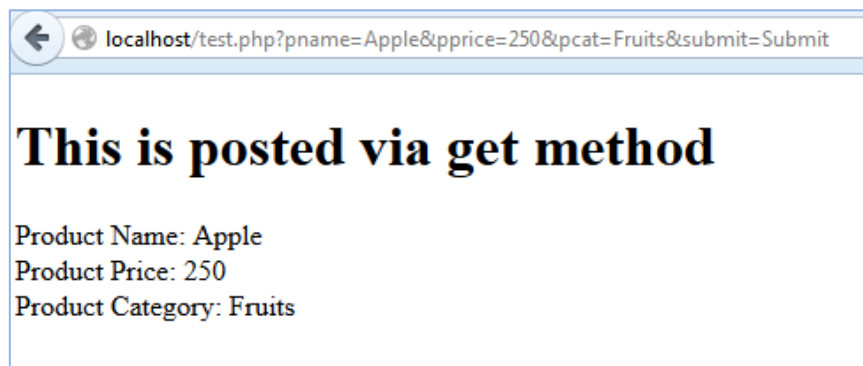 localhost/test.php?pname=Apple&pprice=250&pcat=Fruits&submit=Submit
This is posted via get method
Product Name: Apple
Product Price: 250
Product Category: Fruits